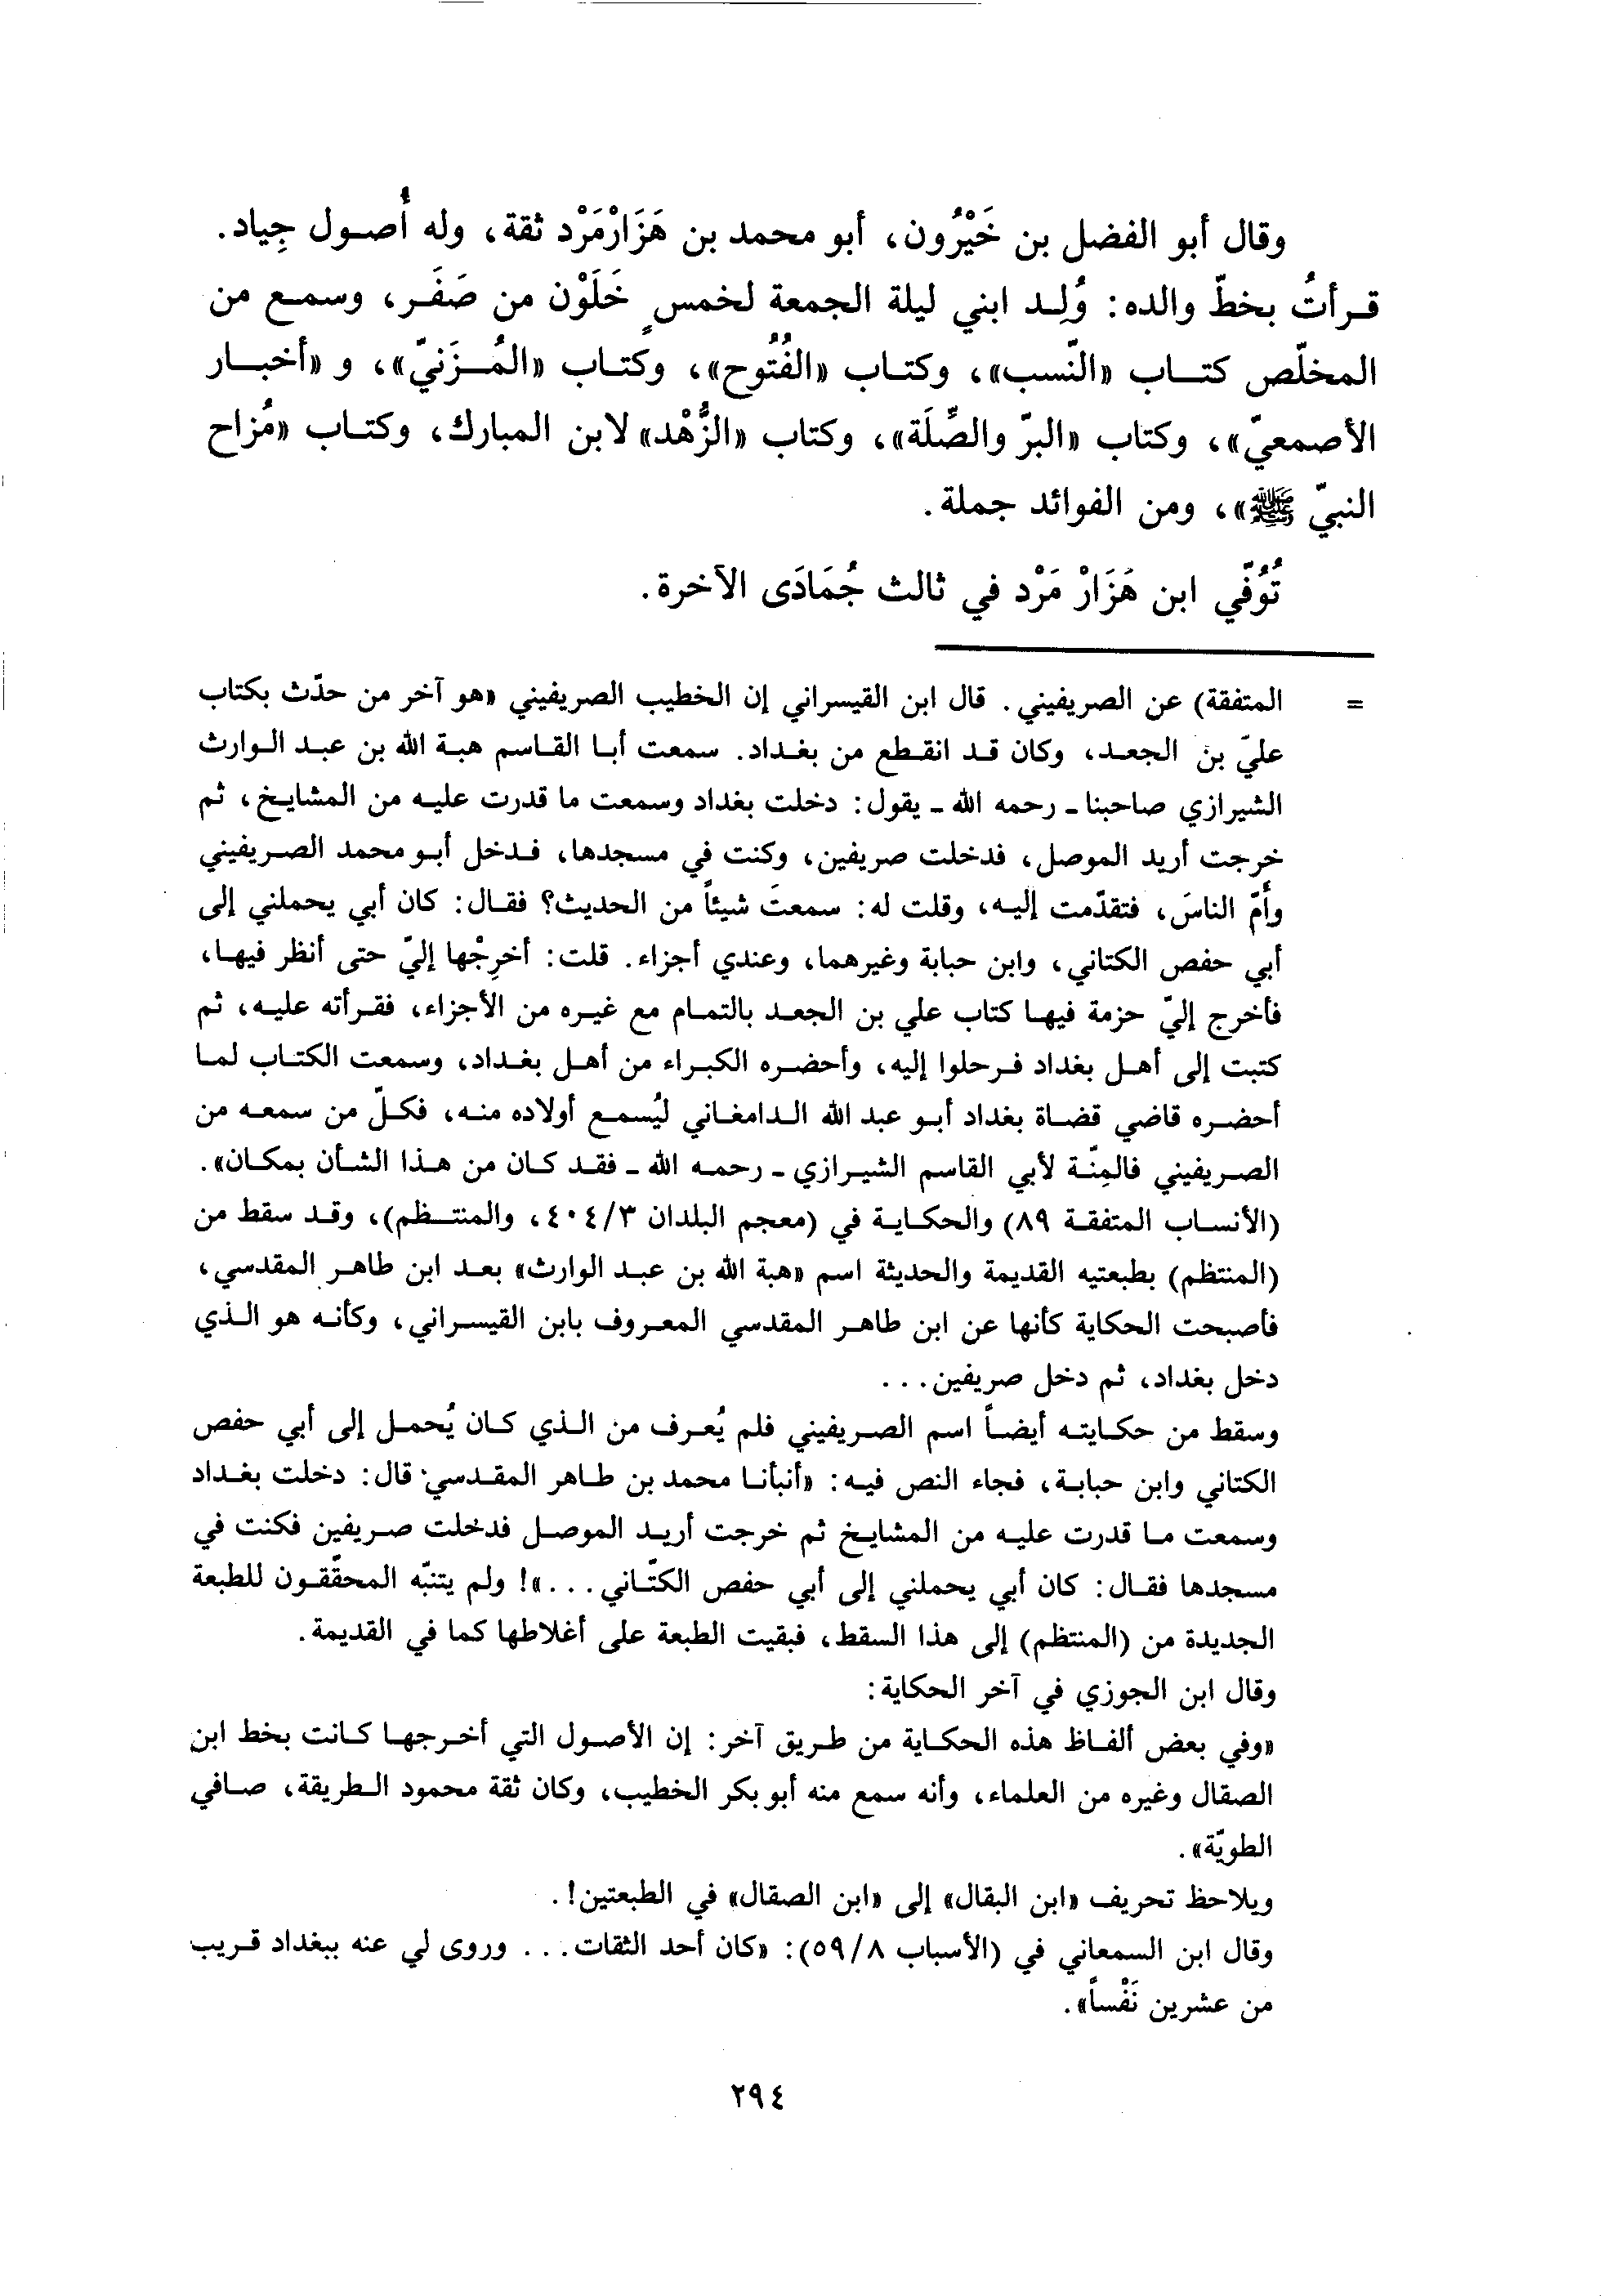 وقال أبو الفضل بن خَيْرُون، أبو محمد بن هَزَارْمَرْد ثقة، وله أُصول جِياد.
قرأتُ بخطّ والده: وُلِد ابني ليلة الجمعة لخمسٍ خَلَوْن من صَفَر، وسمع من
المخلّص كتاب «النّسب»، وكتاب «الفُتُوح»، وكتاب «المُزَنيّ»، و «أخبار
الأصمعيّ»، وكتاب «البرّ والصِّلَة»، وكتاب «الزُّهْد» لابن المبارك، وكتاب «مُزاح
النبيّ ﷺ»، ومن الفوائد جملة.
تُوُفّي ابن هَزَارْ مَرْد في ثالث جُمَادَى الآخرة.
= المتفقة) عن الصريفيني. قال ابن القيسراني إن الخطيب الصريفيني «هو آخر من حدّث بكتاب
عليّ بن الجعد، وكان قد انقطع من بغداد. سمعت أبا القاسم هبة الله بن عبد الوارث
الشيرازي صاحبنا ـ رحمه الله ـ يقول: دخلت بغداد وسمعت ما قدرت عليه من المشايخ، ثم
خرجت أريد الموصل، فدخلت صريفين، وكنت في مسجدها، فدخل أبو محمد الصريفيني
وأمّ الناسَ، فتقدّمت إليه، وقلت له: سمعتَ شيئاً من الحديث؟ فقال: كان أبي يحملني إلى
أبي حفص الكتاني، وابن حبابة وغيرهما، وعندي أجزاء. قلت: أخرِجْها إليّ حتى أنظر فيها،
فأخرج إليّ حزمة فيها كتاب علي بن الجعد بالتمام مع غيره من الأجزاء، فقرأته عليه، ثم
كتبت إلى أهل بغداد فرحلوا إليه، وأحضره الكبراء من أهل بغداد، وسمعت الكتاب لما
أحضره قاضي قضاة بغداد أبو عبد الله الدامغاني ليُسمع أولاده منه، فكلّ من سمعه من
الصريفيني فالمِنّة لأبي القاسم الشيرازي ـ رحمه الله ـ فقد كان من هذا الشأن بمكان».
(الأنساب المتفقة ٨٩) والحكاية في (معجم البلدان ٤٠٤/٣، والمنتظم)، وقد سقط من
(المنتظم) بطبعتيه القديمة والحديثة اسم «هبة الله بن عبد الوارث» بعد ابن طاهر المقدسي،
فأصبحت الحكاية كأنها عن ابن طاهر المقدسي المعروف بابن القيسراني، وكأنه هو الذي
دخل بغداد، ثم دخل صريفين...
وسقط من حكايته أيضاً اسم الصريفيني فلم يُعرف من الذي كان يُحمل إلى أبي حفص
الكتاني وابن حبابة، فجاء النص فيه: «أنبأنا محمد بن طاهر المقدسي قال: دخلت بغداد
وسمعت ما قدرت عليه من المشايخ ثم خرجت أريد الموصل فدخلت صريفين فكنت في
مسجدها فقال: كان أبي يحملني إلى أبي حفص الكتّاني...»! ولم يتنبّه المحقّقون للطبعة
الجديدة من (المنتظم) إلى هذا السقط، فبقيت الطبعة على أغلاطها كما في القديمة.
وقال ابن الجوزي في آخر الحكاية:
«وفي بعض ألفاظ هذه الحكاية من طريق آخر: إن الأصول التي أخرجها كانت بخط ابن
الصقال وغيره من العلماء، وأنه سمع منه أبو بكر الخطيب، وكان ثقة محمود الطريقة، صافي
الطويّة».
ويلاحظ تحريف «ابن البقال» إلى «ابن الصقال» في الطبعتين!.
وقال ابن السمعاني في (الأسباب ٥٩/٨): «كان أحد الثقات... وروى لي عنه ببغداد قريب
من عشرين نَفْساً».
٢٩٤